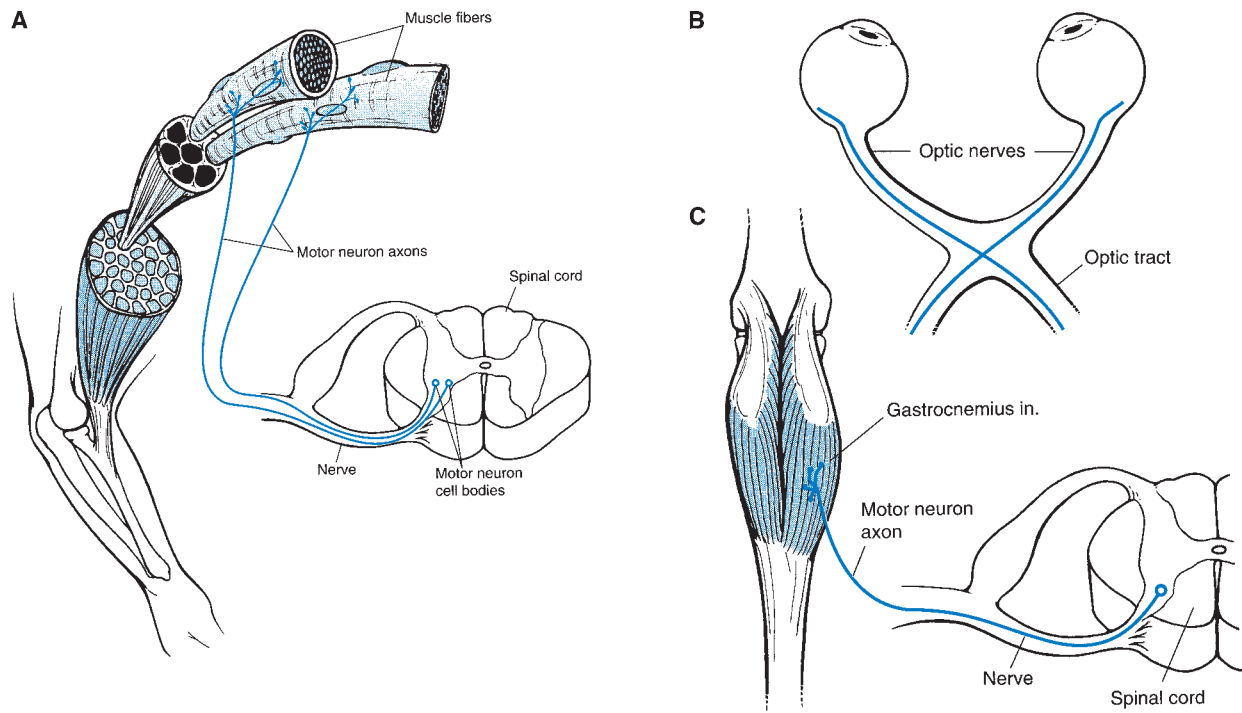 A
Muscle fibers
Motor neuron axons
Spinal cord
Nerve
Motor neuron
cell bodies
B
Optic nerves
Optic tract
C
Gastrocnemius in.
Motor neuron
axon
Nerve
Spinal cord